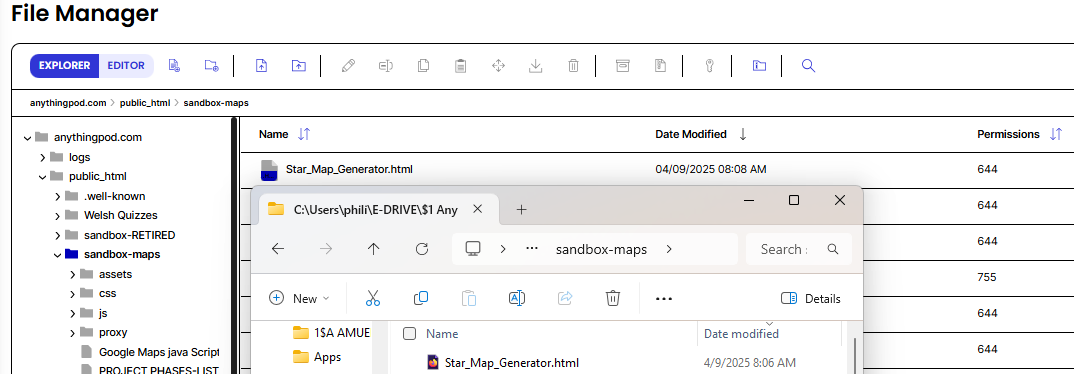 File Manager
EXPLORER EDITOR
anythingpod.com > public_html > sandbox-maps
anythingpod.com
logs
public_html
.well-known
Welsh Quizzes
sandbox-RETIRED
sandbox-maps
assets
css
js
proxy
Google Maps java Script
PROJECT PHASES-LIST
Name Date Modified Permissions
Star_Map_Generator.html 04/09/2025 08:08 AM 644
644
644
755
644
644
C:\Users\phili\E-DRIVE\$1 Any
sandbox-maps Search :
New Details
1$A AMUE
Apps
Name Date modified
Star_Map_Generator.html 4/9/2025 8:06 AM